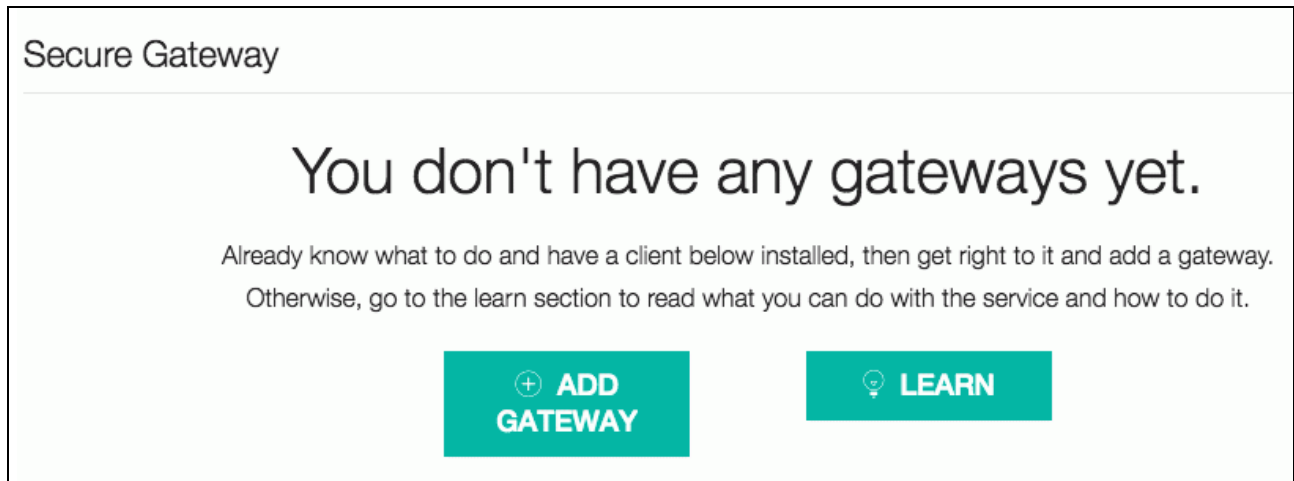 Secure Gateway
You don't have any gateways yet.
Already know what to do and have a client below installed, then get right to it and add a gateway.
Otherwise, go to the learn section to read what you can do with the service and how to do it.
ADD
GATEWAY
LEARN